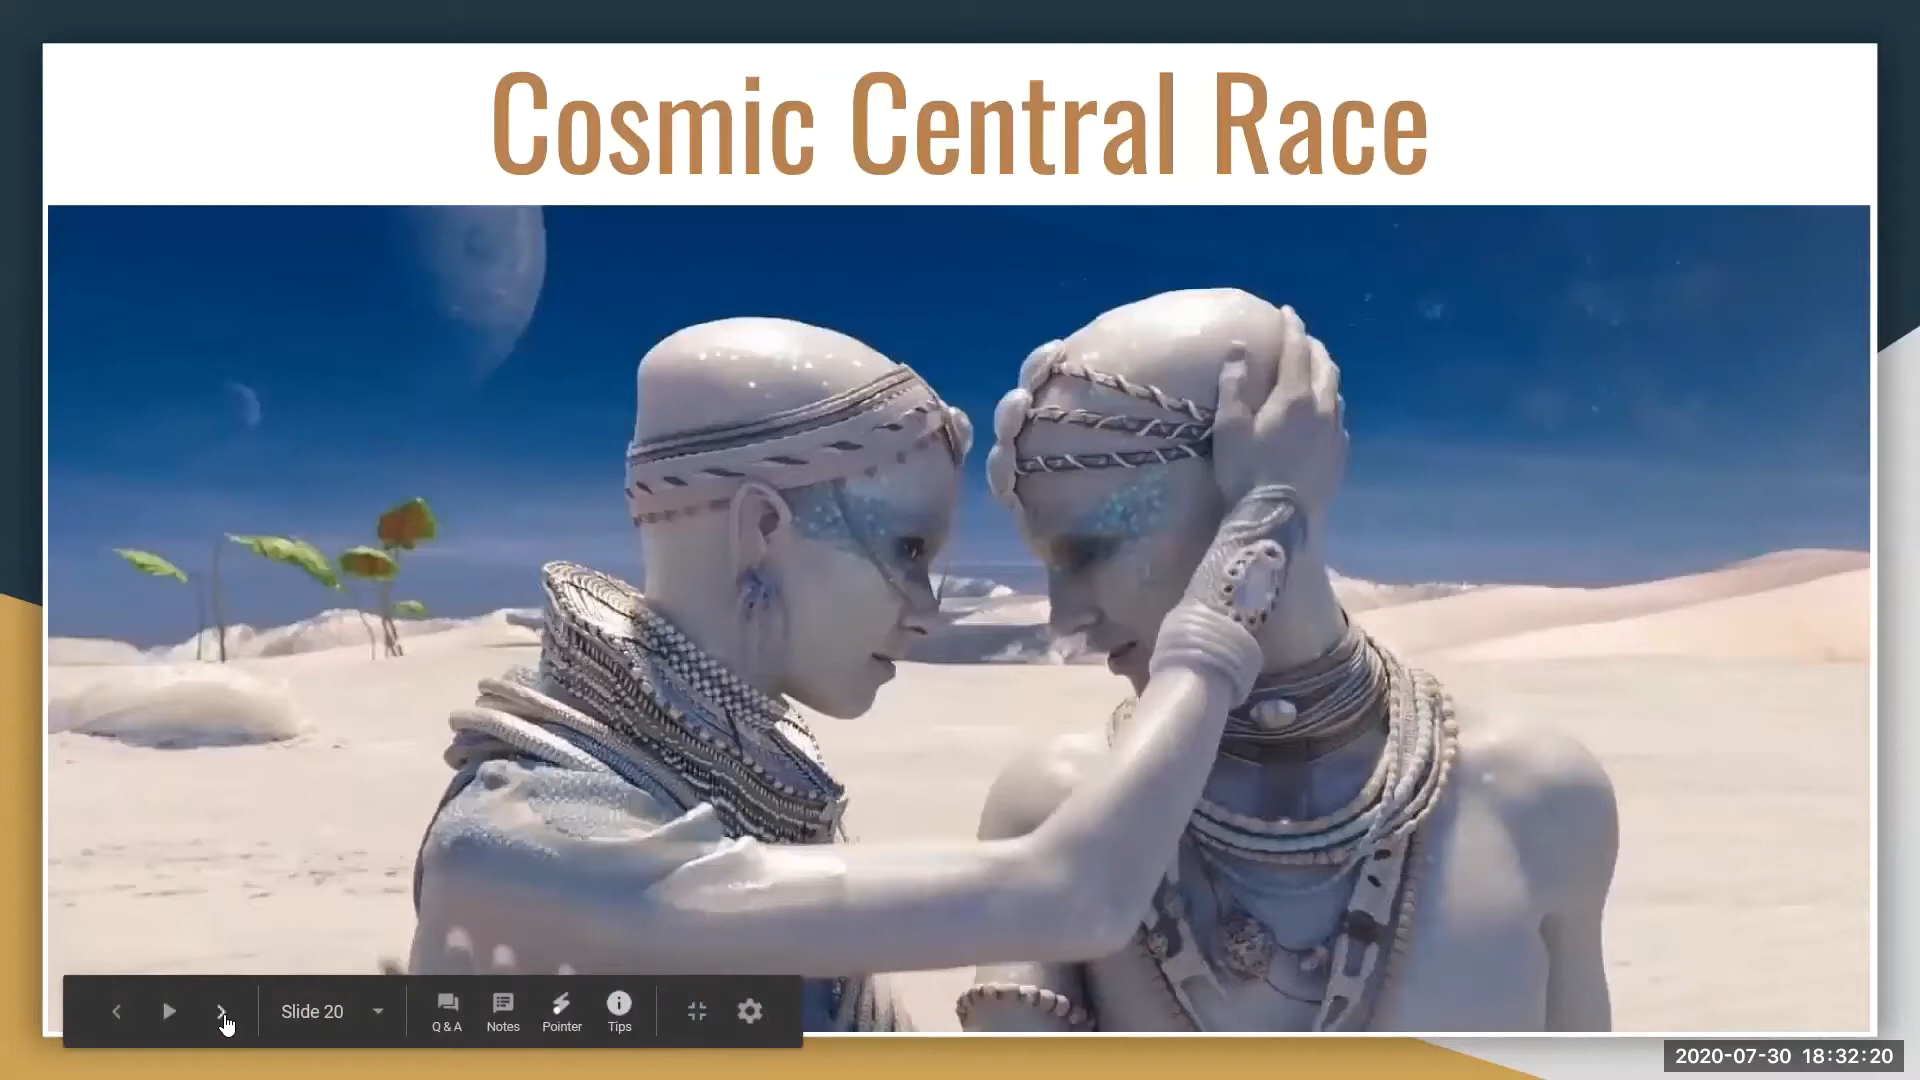 Cosmic Central Race
Slide 20
Q & A
Notes
Pointer
Tips
2020-07-30 18:32:20